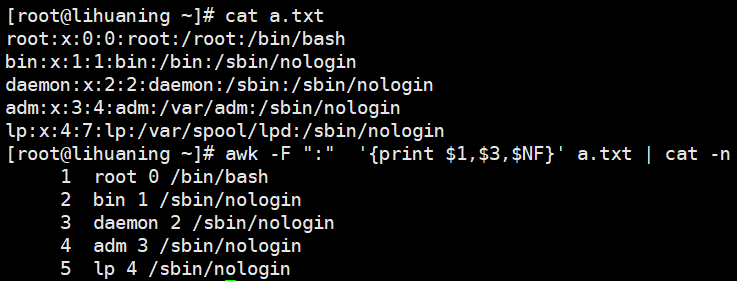 [root@lihuaning ~]# cat a.txt
root:x:0:0:root:/root:/bin/bash
bin:x:1:1:bin:/bin:/sbin/nologin
daemon:x:2:2:daemon:/sbin:/sbin/nologin
adm:x:3:4:adm:/var/adm:/sbin/nologin
lp:x:4:7:lp:/var/spool/lpd:/sbin/nologin
[root@lihuaning ~]# awk -F ":"  '{print $1,$3,$NF}' a.txt | cat -n
     1  root 0 /bin/bash
     2  bin 1 /sbin/nologin
     3  daemon 2 /sbin/nologin
     4  adm 3 /sbin/nologin
     5  lp 4 /sbin/nologin